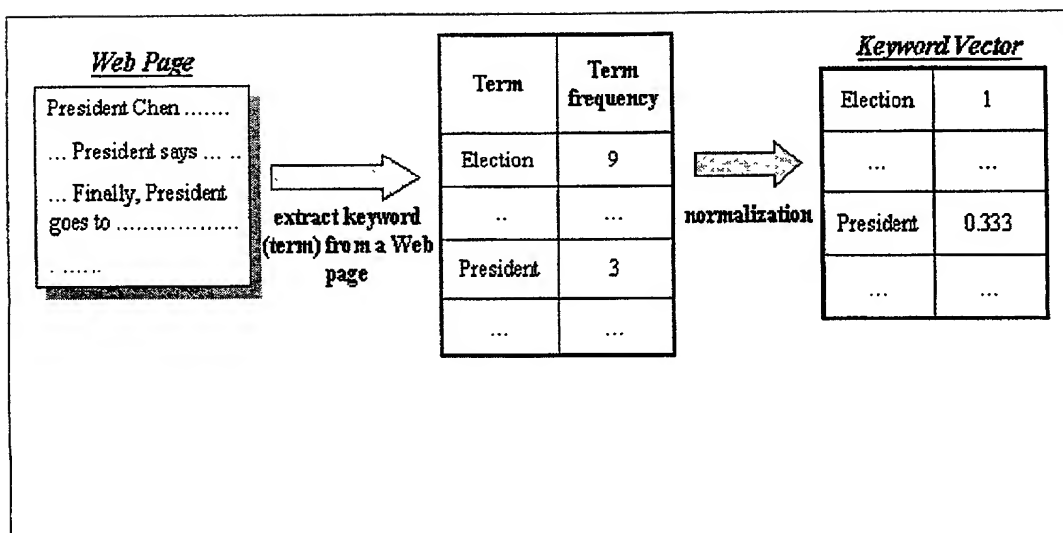 Web Page
President Chen .......
... President says ... ..
... Finally, President
goes to ..................
. ......
extract keyword
(term) from a Web
page
Term Term frequency
Election 9
.. ...
President 3
... ...
normalization
Keyword Vector
Election 1
... ...
President 0.333
... ...